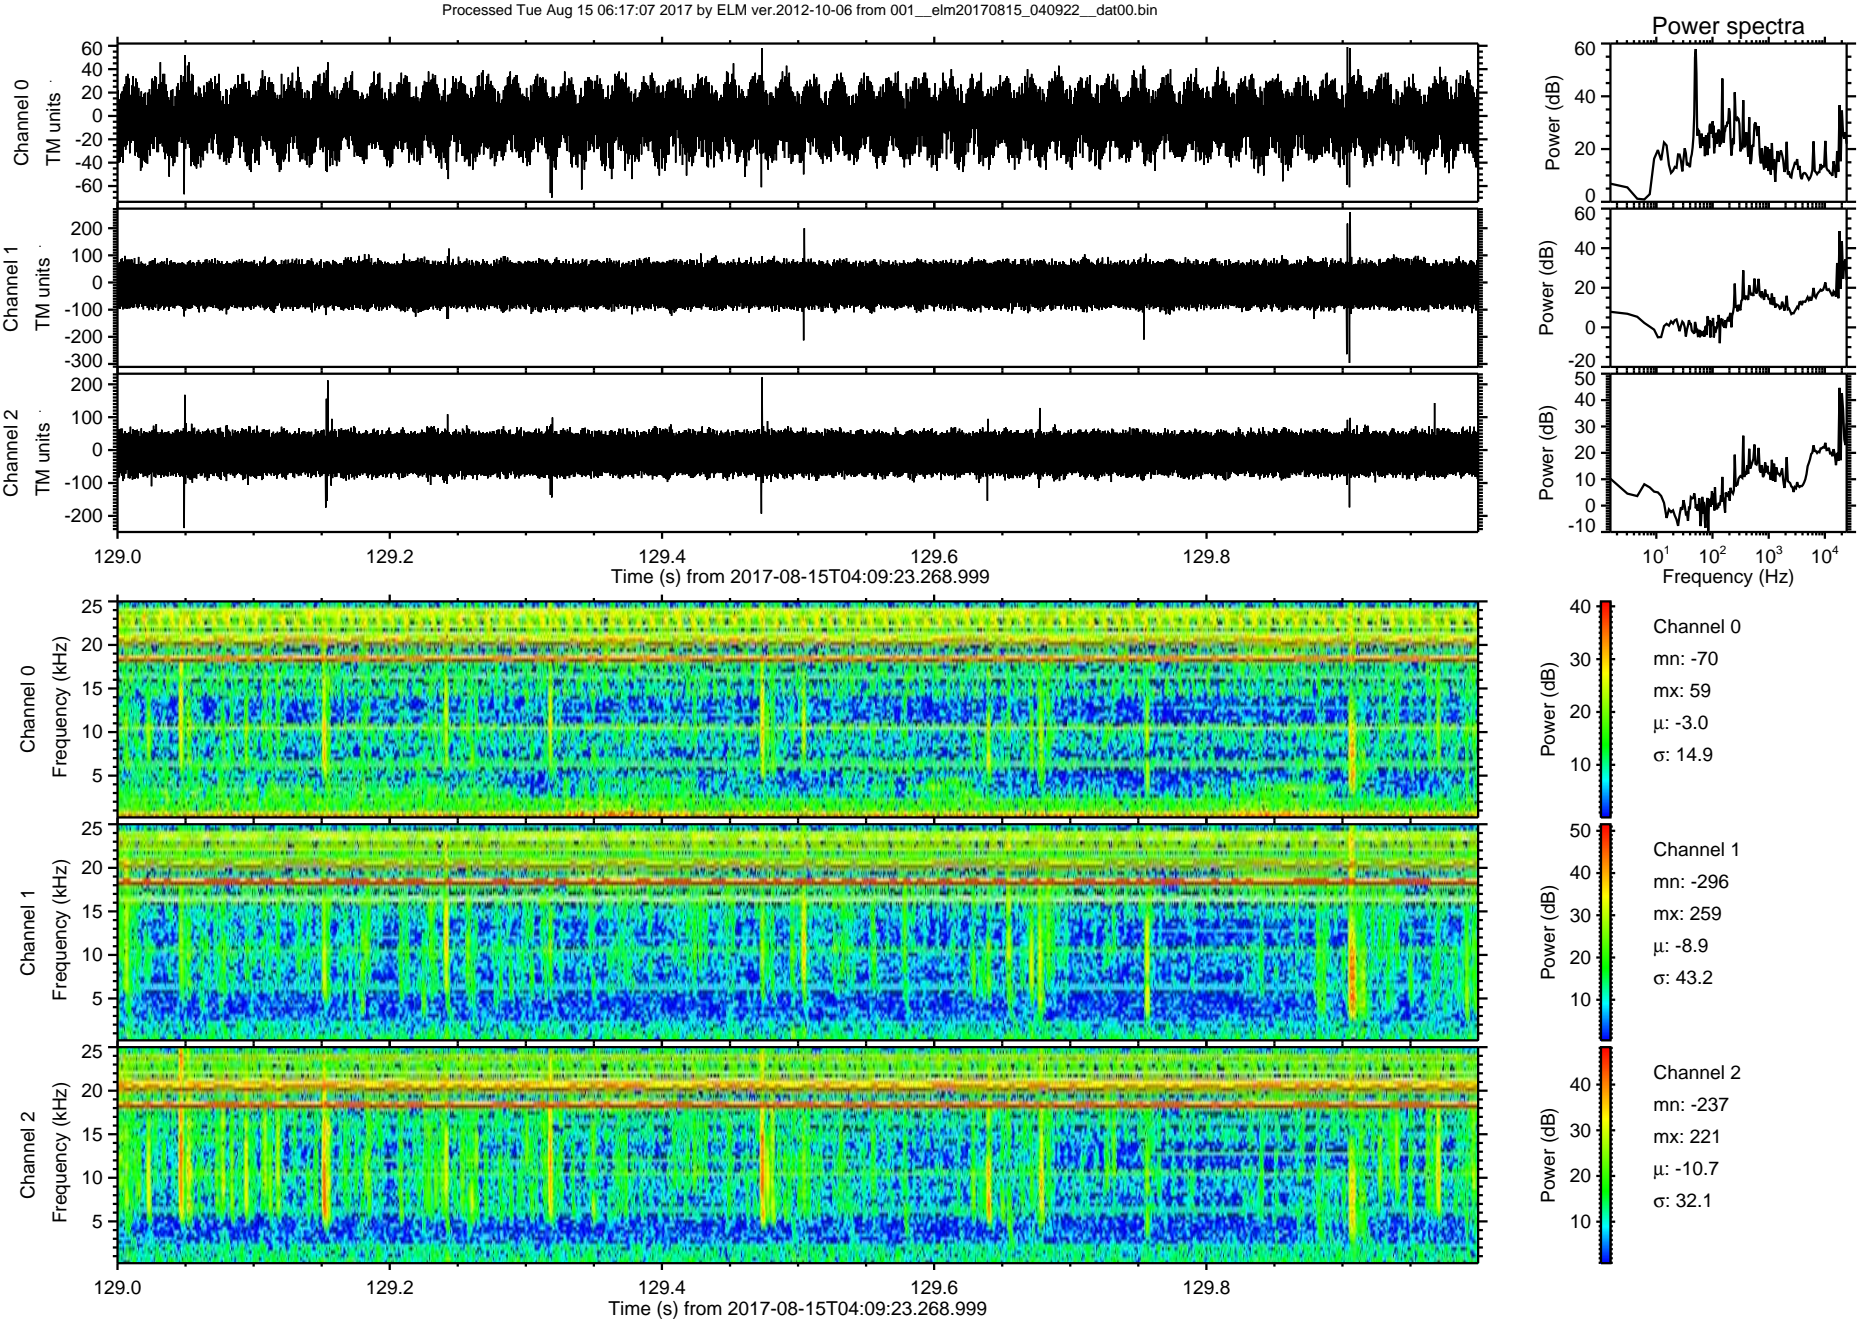 Processed Tue Aug 15 06:17:07 2017 by ELM ver.2012-10-06 from 001__elm20170815_040922__dat00.bin
Power spectra
Channel 0
TM units
60
40
20
0
-20
-40
-60
Power (dB)
60
40
20
0
Channel 1
TM units
200
100
0
-100
-200
-300
Power (dB)
60
40
20
0
-20
Channel 2
TM units
200
100
0
-100
-200
Power (dB)
50
40
30
20
10
0
-10
129.0 129.2 129.4 129.6 129.8
Time (s) from 2017-08-15T04:09:23.268.999
10¹ 10² 10³ 10⁴
Frequency (Hz)
Channel 0
Frequency (kHz)
25
20
15
10
5
Power (dB)
40
30
20
10
Channel 0
mn: -70
mx: 59
μ: -3.0
σ: 14.9
Channel 1
Frequency (kHz)
25
20
15
10
5
Power (dB)
50
40
30
20
10
Channel 1
mn: -296
mx: 259
μ: -8.9
σ: 43.2
Channel 2
Frequency (kHz)
25
20
15
10
5
Power (dB)
40
30
20
10
Channel 2
mn: -237
mx: 221
μ: -10.7
σ: 32.1
129.0 129.2 129.4 129.6 129.8
Time (s) from 2017-08-15T04:09:23.268.999